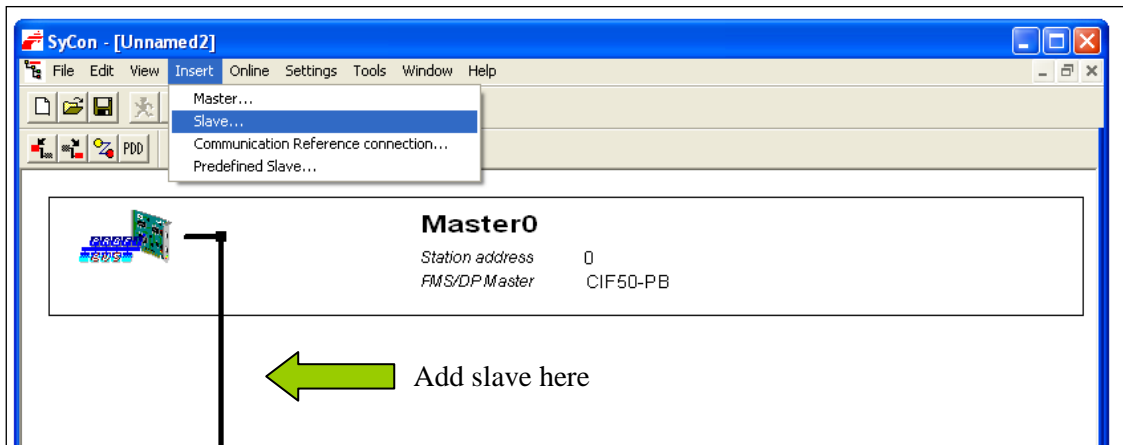 SyCon - [Unnamed2]
File Edit View Insert Online Settings Tools Window Help
Master...
Slave...
PDD
Communication Reference connection...
Predefined Slave...
Master0
Station address 0
FMS/DP Master CIF50-PB
Add slave here